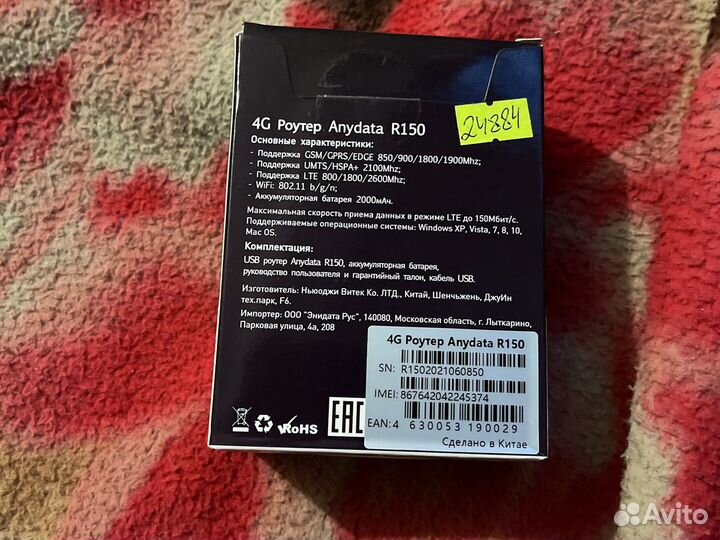 24884
4G Роутер Anydata R150
Основные характеристики:
- Поддержка GSM/GPRS/EDGE 850/900/1800/1900Mhz;
- Поддержка UMTS/HSPA+ 2100Mhz;
- Поддержка LTE 800/1800/2600Mhz;
- WiFi: 802.11 b/g/n;
- Аккумуляторная батарея 2000мАч.
Максимальная скорость приема данных в режиме LTE до 150Мбит/с.
Поддерживаемые операционные системы: Windows XP, Vista, 7, 8, 10,
Mac OS.
Комплектация:
USB роутер Anydata R150, аккумуляторная батарея,
руководство пользователя и гарантийный талон, кабель USB.
Изготовитель: Ньюоджи Витек Ко. ЛТД., Китай, Шенчьжень, ДжуИн
тех.парк, F6.
Импортер: ООО "Энидата Рус", 140080, Московская область, г. Лыткарино,
Парковая улица, 4а, 208
4G Роутер Anydata R150
SN: R1502021060850
IMEI: 867642042245374
EAN: 4 630053 190029
Сделано в Китае
RoHS
EAC
Avito